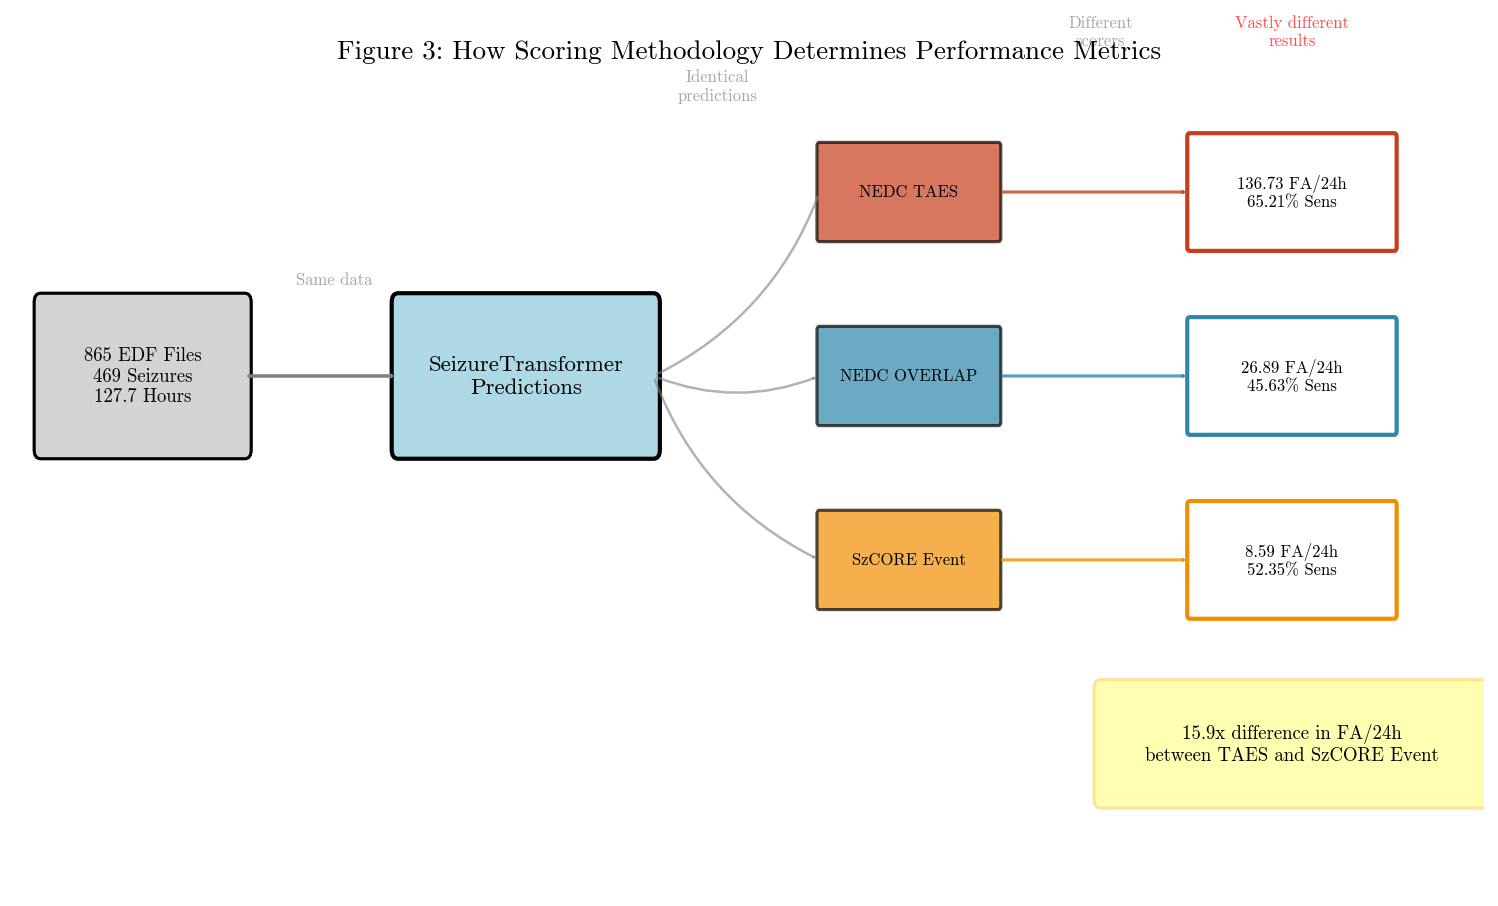 Different
scorers
Vastly different
results
Figure 3: How Scoring Methodology Determines Performance Metrics
Identical
predictions
Same data
865 EDF Files
469 Seizures
127.7 Hours
SeizureTransformer
Predictions
NEDC TAES
136.73 FA/24h
65.21% Sens
NEDC OVERLAP
26.89 FA/24h
45.63% Sens
SzCORE Event
8.59 FA/24h
52.35% Sens
15.9x difference in FA/24h
between TAES and SzCORE Event